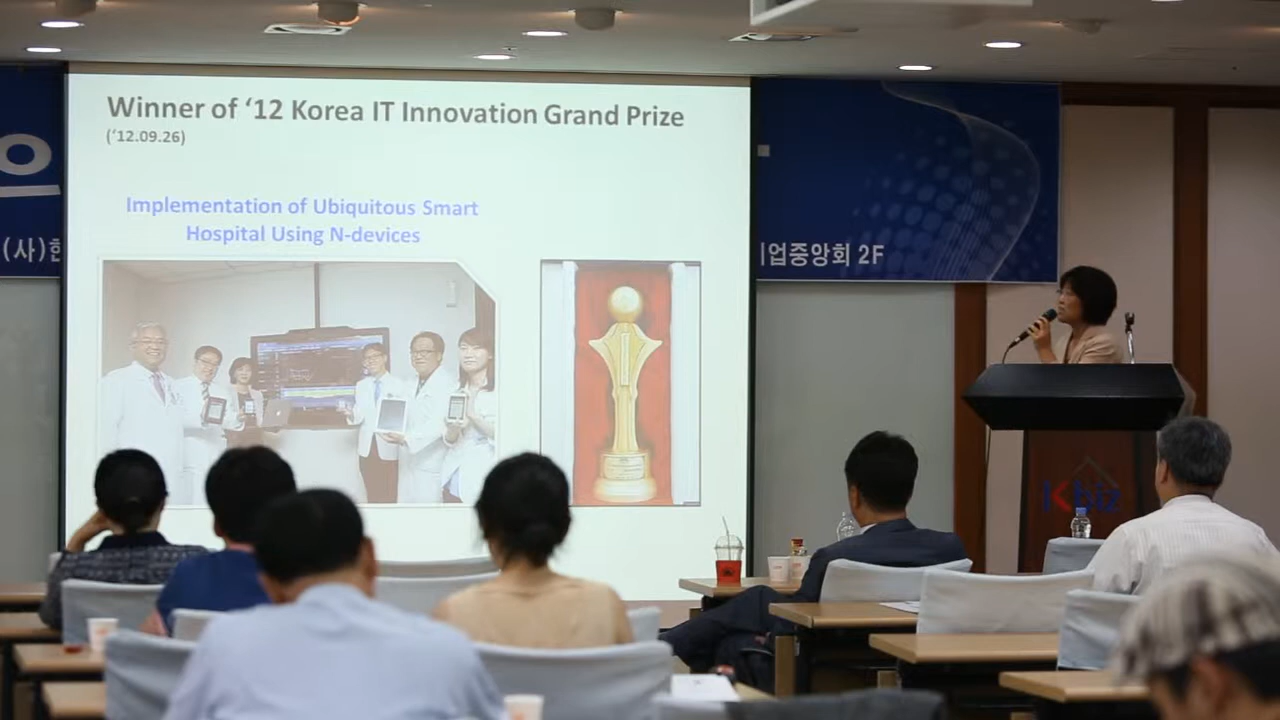 Winner of ‘12 Korea IT Innovation Grand Prize
(‘12.09.26)
Implementation of Ubiquitous Smart
Hospital Using N-devices
(사)한
업중앙회 2F
Kbiz